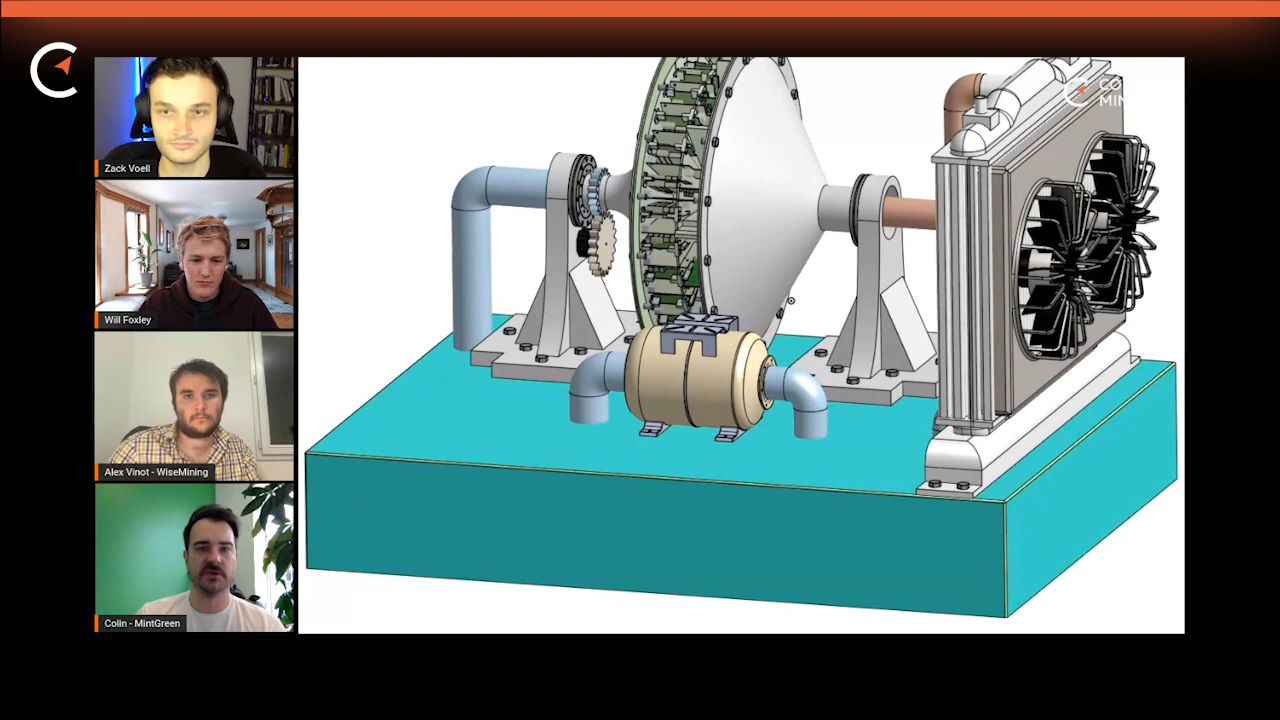 Zack Voell
Will Foxley
Alex Vinot - WiseMining
Colin - MintGreen